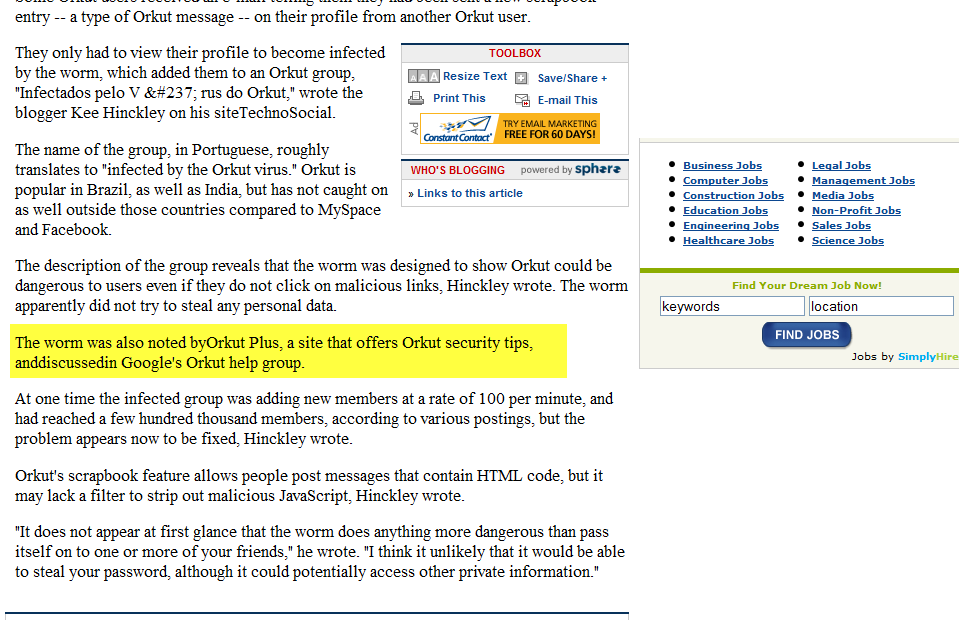 Some Orkut users received an e-mail telling them they had been sent a new scrapbook
entry -- a type of Orkut message -- on their profile from another Orkut user.
They only had to view their profile to become infected
by the worm, which added them to an Orkut group,
"Infectados pelo V &#237; rus do Orkut," wrote the
blogger Kee Hinckley on his siteTechnoSocial.
The name of the group, in Portuguese, roughly
translates to "infected by the Orkut virus." Orkut is
popular in Brazil, as well as India, but has not caught on
as well outside those countries compared to MySpace
and Facebook.
TOOLBOX
A A A Resize Text
Save/Share +
Print This
E-mail This
Ad
Constant Contact®
TRY EMAIL MARKETING
FREE FOR 60 DAYS!
WHO'S BLOGGING powered by sphere
» Links to this article
The description of the group reveals that the worm was designed to show Orkut could be
dangerous to users even if they do not click on malicious links, Hinckley wrote. The worm
apparently did not try to steal any personal data.
The worm was also noted byOrkut Plus, a site that offers Orkut security tips,
anddiscussedin Google's Orkut help group.
At one time the infected group was adding new members at a rate of 100 per minute, and
had reached a few hundred thousand members, according to various postings, but the
problem appears now to be fixed, Hinckley wrote.
Orkut's scrapbook feature allows people post messages that contain HTML code, but it
may lack a filter to strip out malicious JavaScript, Hinckley wrote.
"It does not appear at first glance that the worm does anything more dangerous than pass
itself on to one or more of your friends," he wrote. "I think it unlikely that it would be able
to steal your password, although it could potentially access other private information."
Business Jobs
Computer Jobs
Construction Jobs
Education Jobs
Engineering Jobs
Healthcare Jobs
Legal Jobs
Management Jobs
Media Jobs
Non-Profit Jobs
Sales Jobs
Science Jobs
Find Your Dream Job Now!
keywords
location
FIND JOBS
Jobs by SimplyHire